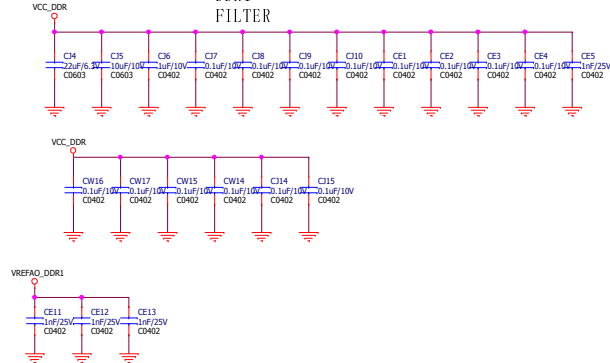 FILTER
VCC_DDR
CJ4 CJ5 CJ6 CJ7 CJ8 CJ9 CJ10 CE1 CE2 CE3 CE4 CE5
22uF/6.3V 10uF/10V 1uF/10V 0.1uF/10V 0.1uF/10V 0.1uF/10V 0.1uF/10V 0.1uF/10V 0.1uF/10V 0.1uF/10V 0.1uF/10V 1nF/25V
C0603 C0603 C0402 C0402 C0402 C0402 C0402 C0402 C0402 C0402 C0402 C0402
VCC_DDR
CW16 CW17 CW15 CW14 CJ14 CJ15
0.1uF/10V 0.1uF/10V 0.1uF/10V 0.1uF/10V 0.1uF/10V 0.1uF/10V
C0402 C0402 C0402 C0402 C0402 C0402
VREFAO_DDR1
CE11 CE12 CE13
1nF/25V 1nF/25V 1nF/25V
C0402 C0402 C0402